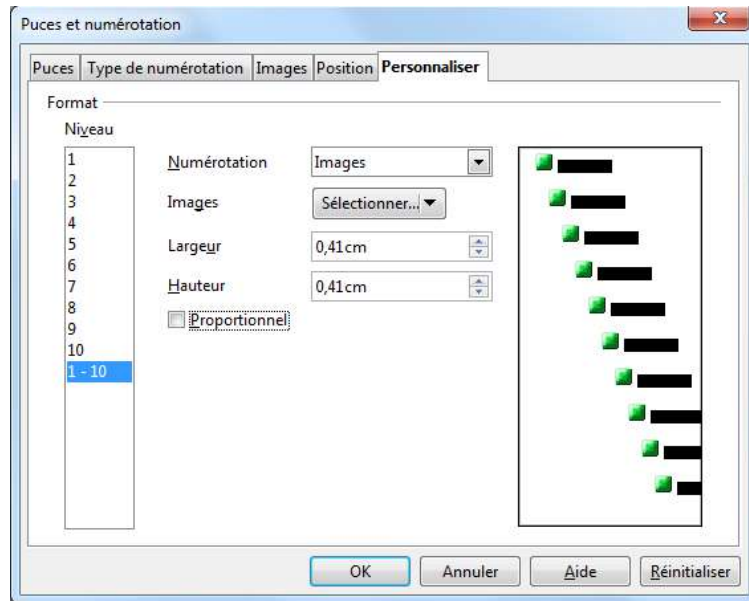 Puces et numérotation
Puces Type de numérotation Images Position Personnaliser
Format
Niveau
1
2
3
4
5
6
7
8
9
10
1 - 10
Numérotation Images
Images Sélectionner...
Largeur 0,41cm
Hauteur 0,41cm
Proportionnel
OK Annuler Aide Réinitialiser